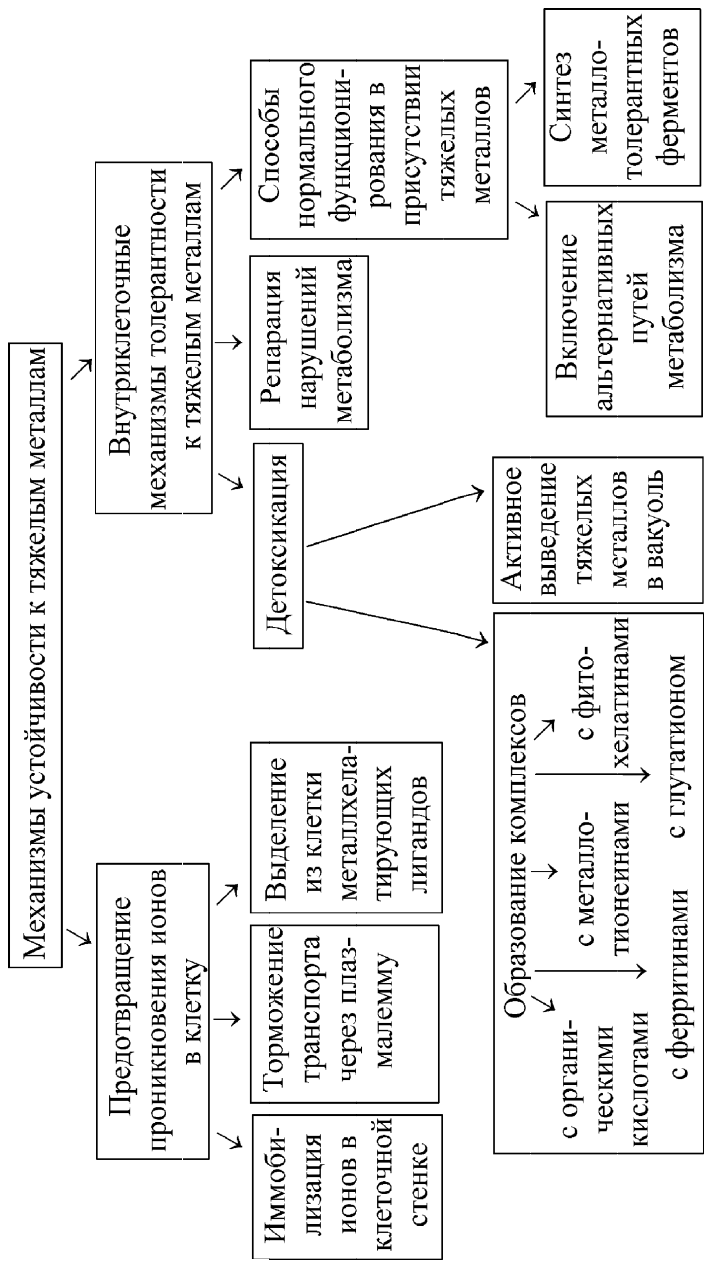 Механизмы устойчивости к тяжелым металлам
Предотвращение
проникновения ионов
в клетку
Внутриклеточные
механизмы толерантности
к тяжелым металлам
Иммоби-
лизация
ионов в
клеточной
стенке
Торможение
транспорта
через плаз-
малемму
Выделение
из клетки
металлхела-
тирующих
лигандов
Детоксикация
Репарация
нарушений
метаболизма
Способы
нормального
функциони-
рования в
присутствии
тяжелых
металлов
Образование комплексов
с органи-
ческими
кислотами
с металло-
тионеинами
с фито-
хелатинами
с ферритинами
с глутатионом
Активное
выведение
тяжелых
металлов
в вакуоль
Включение
альтернативных
путей
метаболизма
Синтез
металло-
толерантных
ферментов